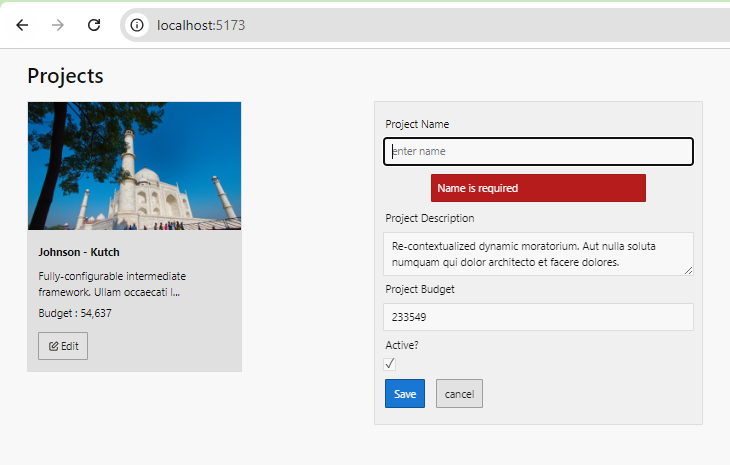 localhost:5173
Projects
Johnson - Kutch
Fully-configurable intermediate
framework. Ullam occaecati l...
Budget : 54,637
Edit
Project Name
enter name
Name is required
Project Description
Re-contextualized dynamic moratorium. Aut nulla soluta
numquam qui dolor architecto et facere dolores.
Project Budget
233549
Active?
Save cancel